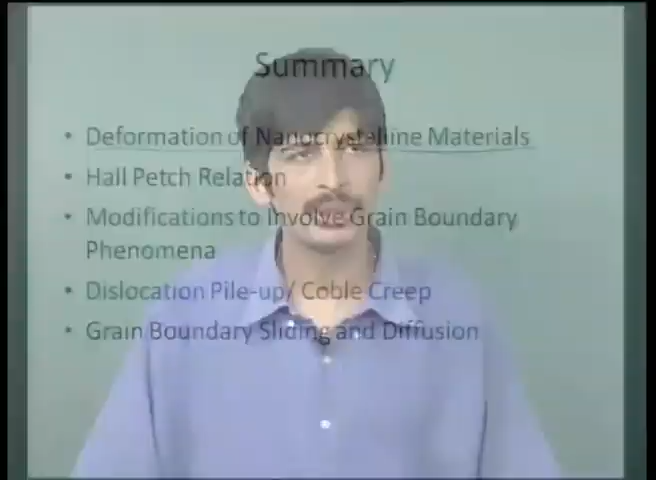 Summary
• Deformation of Nanocrystalline Materials
• Hall Petch Relation
• Modifications to Involve Grain Boundary
Phenomena
• Dislocation Pile-up/ Coble Creep
• Grain Boundary Sliding and Diffusion